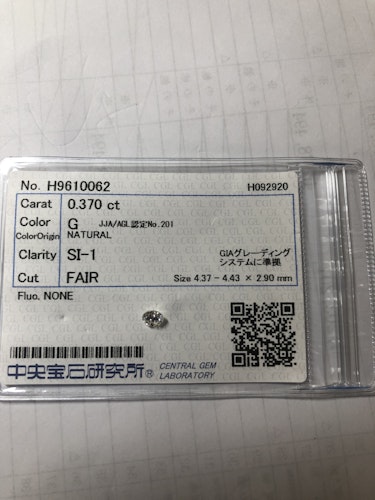 No. H9610062 H092920
Carat 0.370 ct
Color G JJA/AGL認定No.201
ColorOrigin NATURAL
Clarity SI-1 GIAグレーディング
システムに準拠
Cut FAIR Size 4.37 - 4.43 × 2.90 mm
Fluo. NONE
中央宝石研究所® CENTRAL GEM
LABORATORY